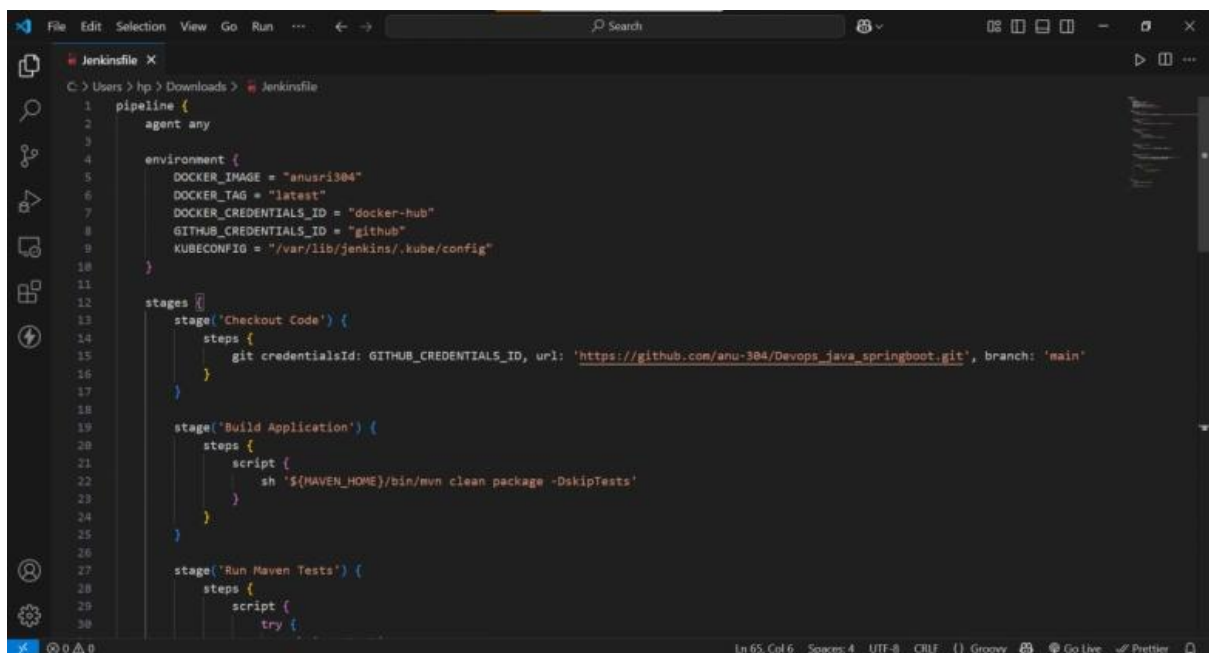 File Edit Selection View Go Run ··· Search
Jenkinsfile
C: > Users > hp > Downloads > Jenkinsfile
1 pipeline {
2 agent any
3
4 environment {
5 DOCKER_IMAGE = "anusri304"
6 DOCKER_TAG = "latest"
7 DOCKER_CREDENTIALS_ID = "docker-hub"
8 GITHUB_CREDENTIALS_ID = "github"
9 KUBECONFIG = "/var/lib/jenkins/.kube/config"
10 }
11
12 stages {
13 stage('Checkout Code') {
14 steps {
15 git credentialsId: GITHUB_CREDENTIALS_ID, url: 'https://github.com/anu-304/Devops_java_springboot.git', branch: 'main'
16 }
17 }
18
19 stage('Build Application') {
20 steps {
21 script {
22 sh '${MAVEN_HOME}/bin/mvn clean package -DskipTests'
23 }
24 }
25 }
26
27 stage('Run Maven Tests') {
28 steps {
29 script {
30 try {
0 0 Ln 65, Col 6 Spaces: 4 UTF-8 CRLF {} Groovy Go Live Prettier